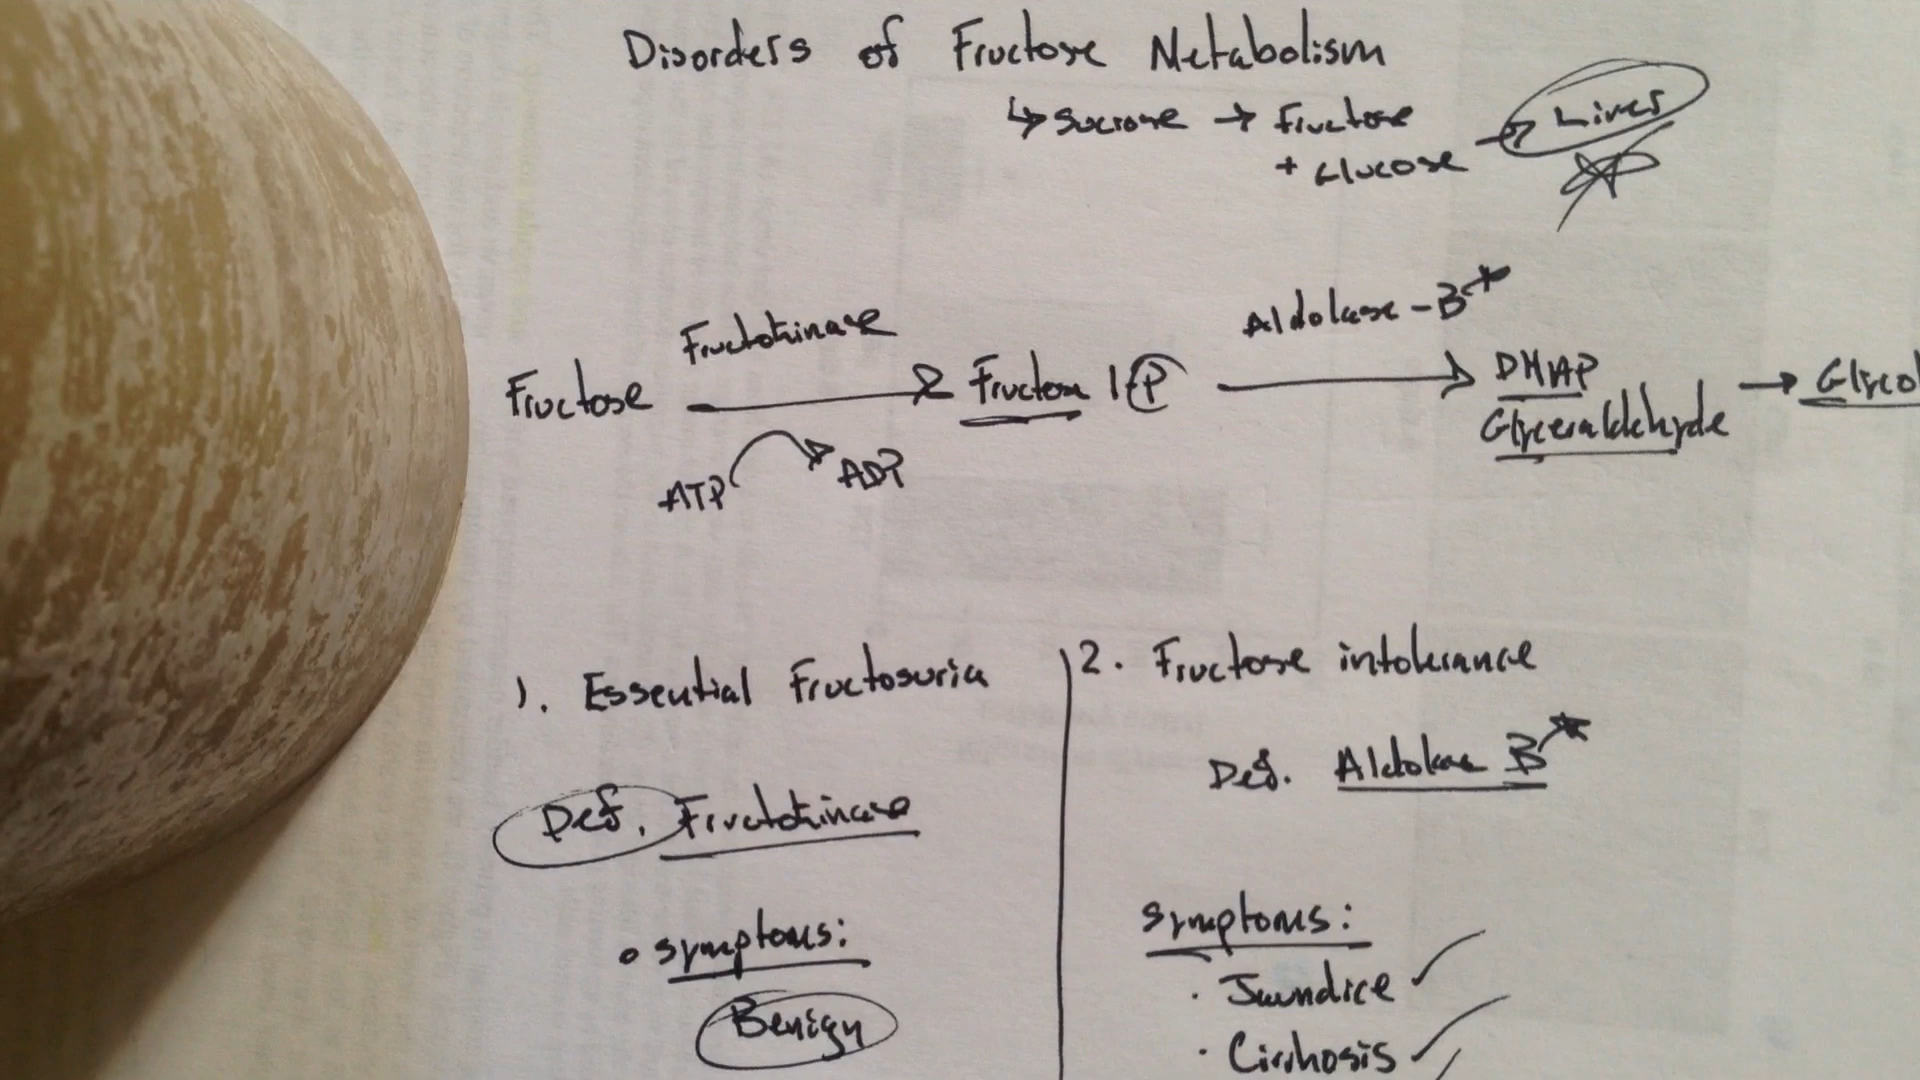 Disorders of Fructose Metabolism
↳ Sucrose → Fructose → Liver
+ Glucose
Fructokinase
Aldolase-B
Fructose → Fructose 1-P → DHAP → Glycol
Glyceraldehyde
ATP → ADP
1). Essential Fructosuria
2. Fructose intolerance
Def. Fructokinase
Def. Aldolase B
symptoms:
Benign
symptoms:
· Jaundice ✓
· Cirrhosis ✓